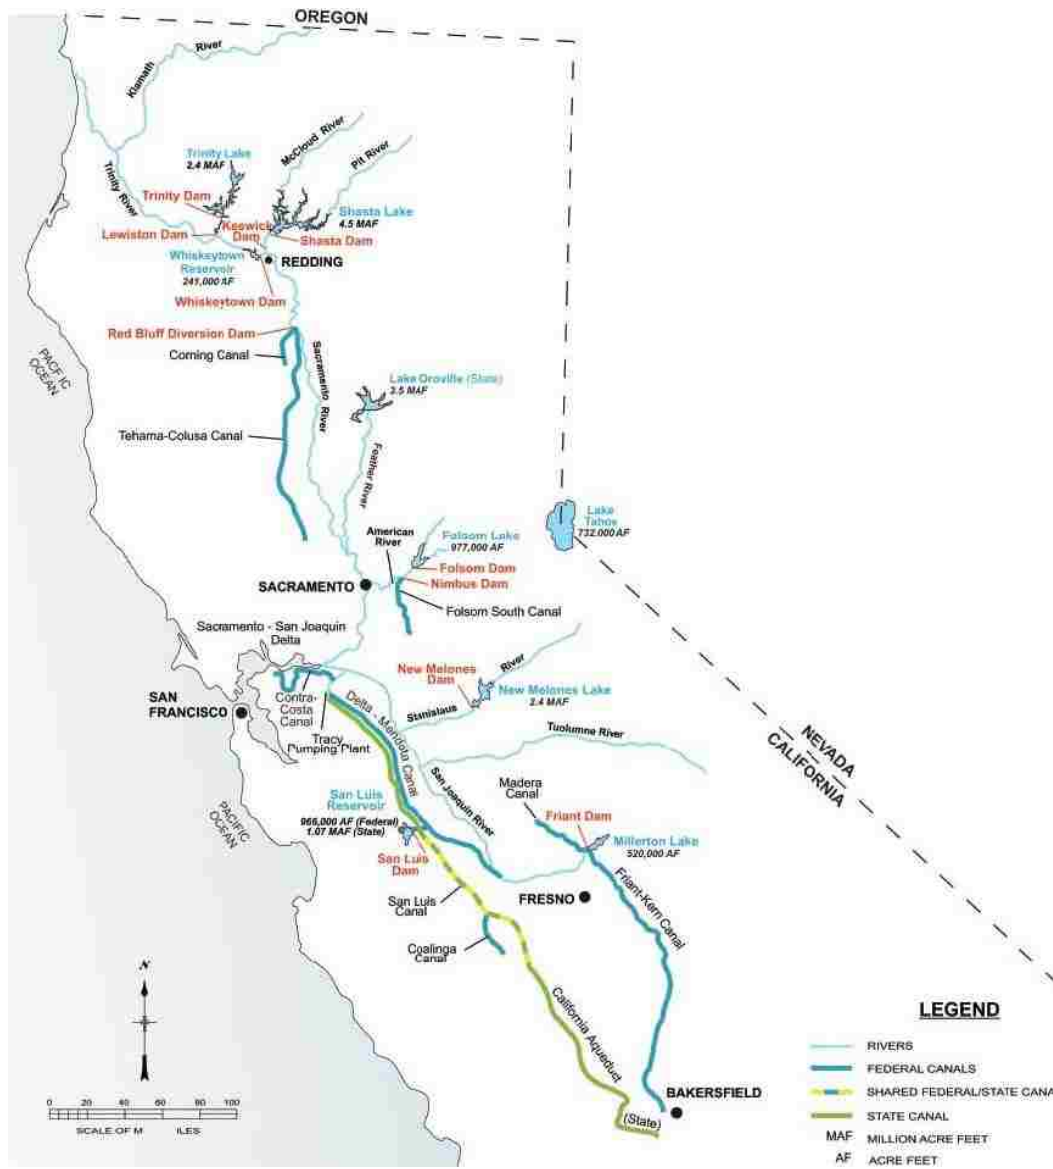 OREGON
Klamath River
McCloud River
Pit River
Trinity Lake
2.4 MAF
Trinity River
Trinity Dam
Shasta Lake
4.5 MAF
Keswick
Dam
Lewiston Dam
Shasta Dam
Whiskeytown
Reservoir
241,000 AF
REDDING
Whiskeytown Dam
Red Bluff Diversion Dam
Corning Canal
Sacramento River
PACIFIC
OCEAN
Lake Oroville (State)
3.5 MAF
Tehama-Colusa Canal
Feather River
Lake
Tahoe
732,000 AF
American
River
Folsom Lake
977,000 AF
Folsom Dam
SACRAMENTO
Nimbus Dam
Folsom South Canal
Sacramento - San Joaquin
Delta
New Melones
Dam
Stanislaus River
New Melones Lake
2.4 MAF
SAN
FRANCISCO
Contra-
Costa
Canal
Delta - Mendota Canal
Tracy
Pumping Plant
Tuolumne River
NEVADA
CALIFORNIA
San Joaquin River
Madera
Canal
San Luis
Reservoir
966,000 AF (Federal)
1.07 MAF (State)
PACIFIC
OCEAN
Friant Dam
Millerton Lake
520,000 AF
San Luis
Dam
San Luis
Canal
FRESNO
Friant-Kern Canal
Coalinga
Canal
N
California Aqueduct
(State)
BAKERSFIELD
LEGEND
RIVERS
FEDERAL CANALS
SHARED FEDERAL/STATE CANA
STATE CANAL
MAF MILLION ACRE FEET
AF ACRE FEET
0 20 40 60 80 100
SCALE OF M ILES